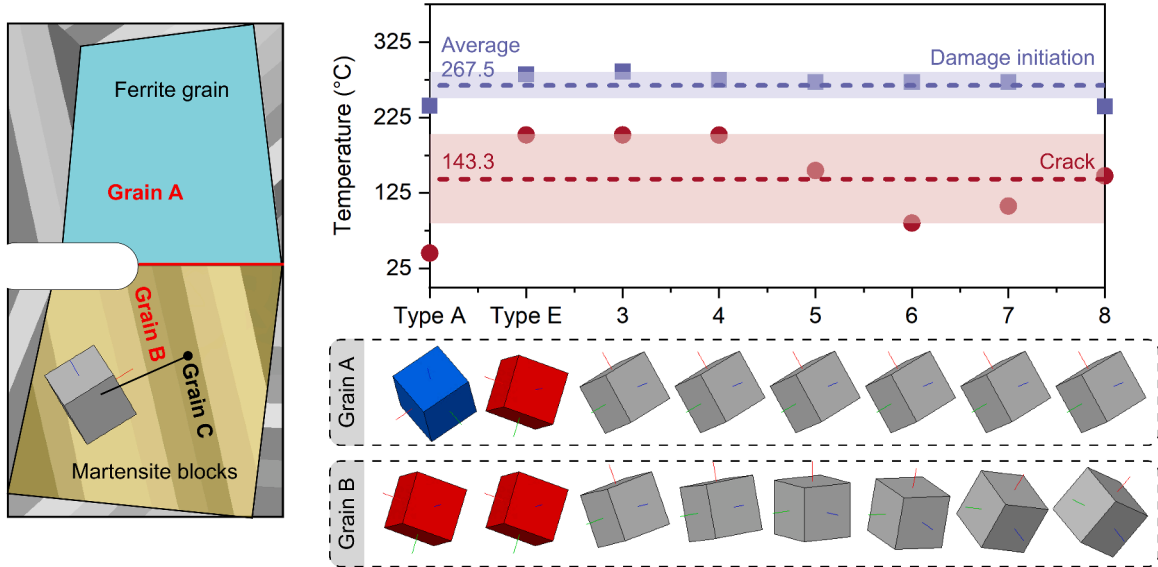 Ferrite grain
Grain A
Grain B
Grain C
Martensite blocks
Temperature (°C)
325
225
125
25
Average
267.5
Damage initiation
143.3
Crack
Type A
Type E
3
4
5
6
7
8
Grain A
Grain B